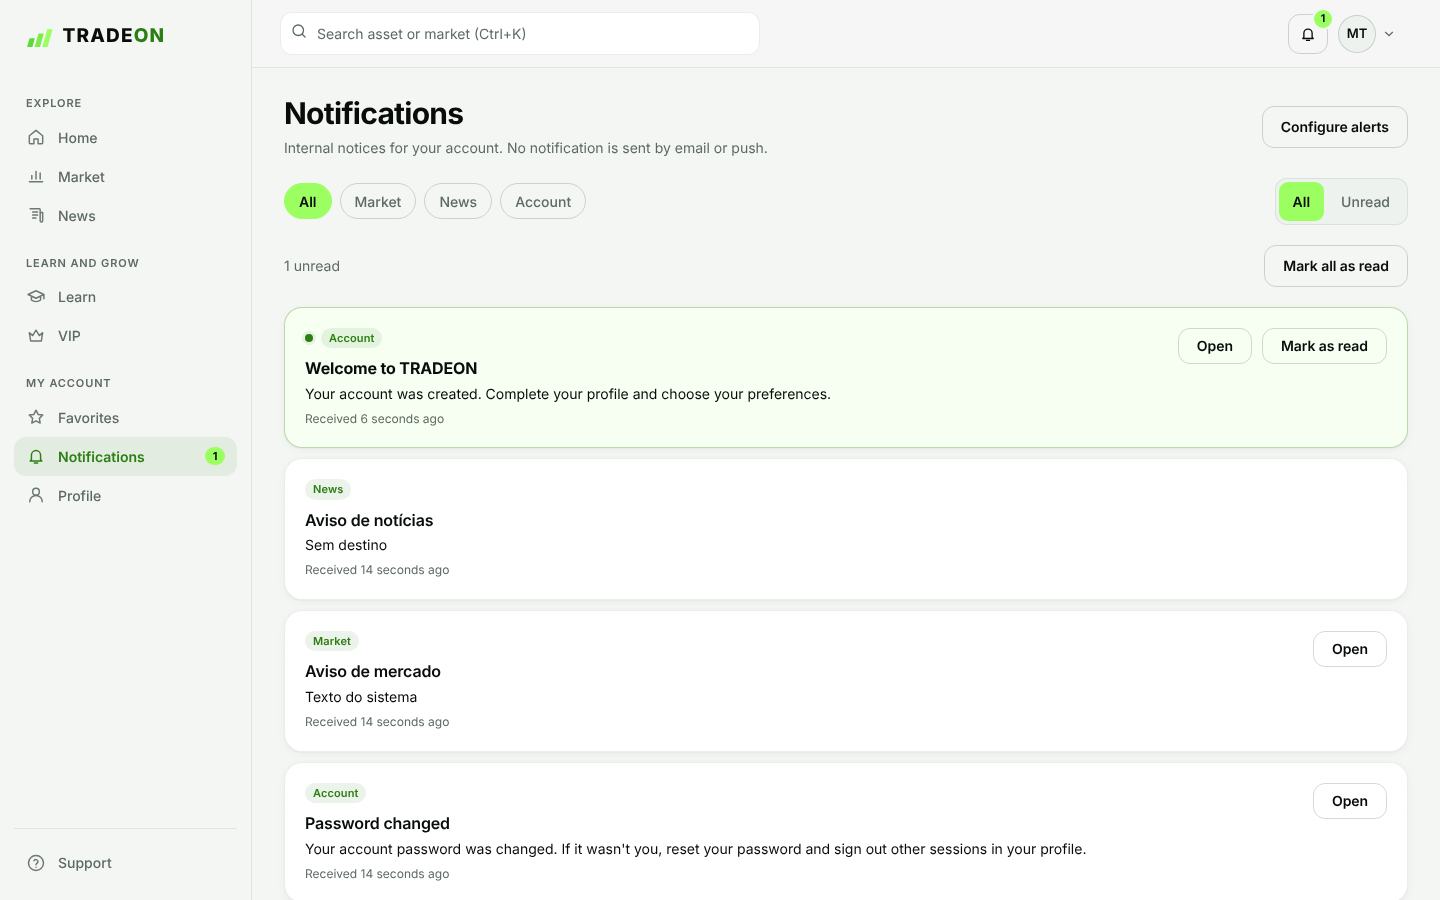 TRADEON
Search asset or market (Ctrl+K)
1
MT
EXPLORE
Home
Market
News
LEARN AND GROW
Learn
VIP
MY ACCOUNT
Favorites
Notifications 1
Profile
Support
Notifications
Internal notices for your account. No notification is sent by email or push.
Configure alerts
All Market News Account
All Unread
1 unread
Mark all as read
Account
Welcome to TRADEON
Your account was created. Complete your profile and choose your preferences.
Received 6 seconds ago
Open Mark as read
News
Aviso de notícias
Sem destino
Received 14 seconds ago
Market
Aviso de mercado
Texto do sistema
Received 14 seconds ago
Open
Account
Password changed
Your account password was changed. If it wasn't you, reset your password and sign out other sessions in your profile.
Received 14 seconds ago
Open